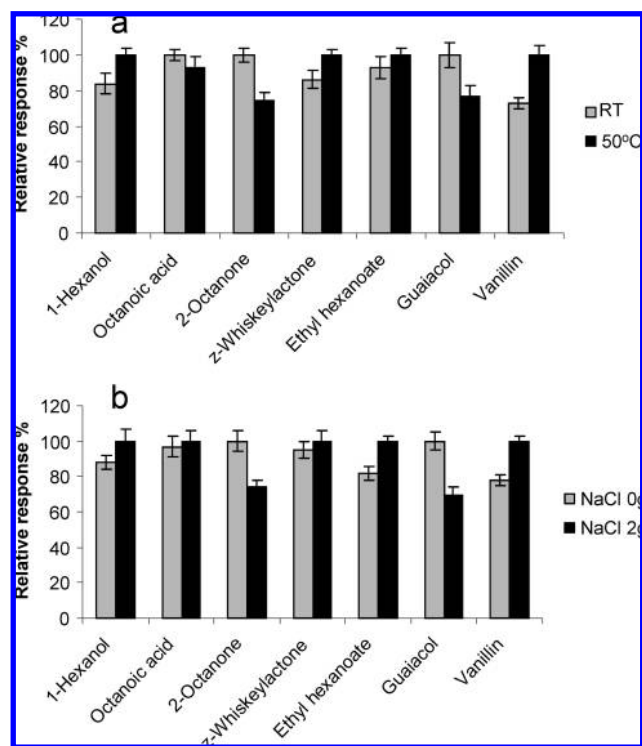 120
a
100
80
60
40
20
0
Relative response %
RT
50ºC
1-Hexanol
Octanoic acid
2-Octanone
z-Whiskeylactone
Ethyl hexanoate
Guaiacol
Vanillin
b
120
100
80
60
40
20
0
Relative response %
NaCl 0g
NaCl 2g
1-Hexanol
Octanoic acid
2-Octanone
z-Whiskeylactone
Ethyl hexanoate
Guaiacol
Vanillin